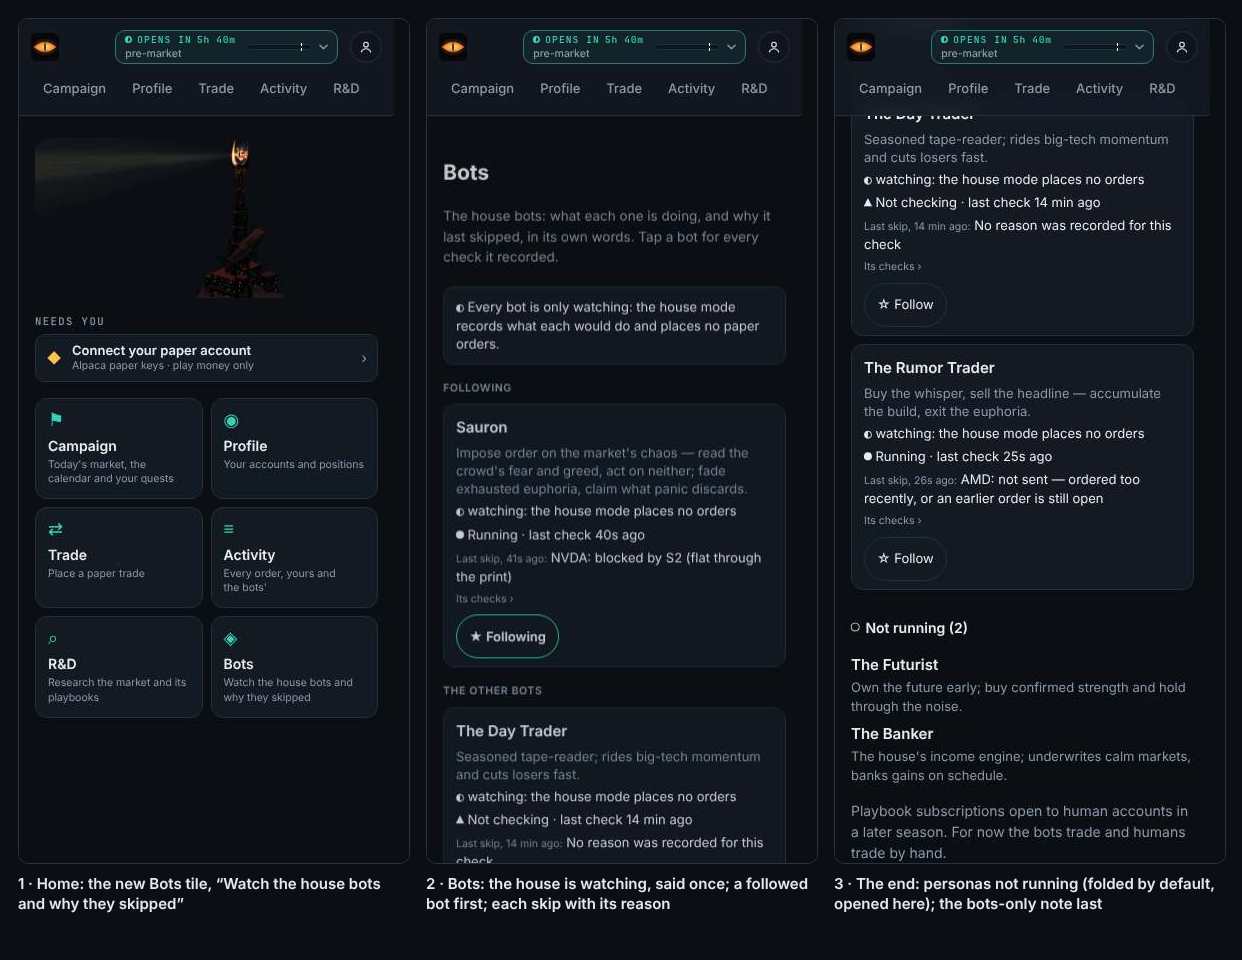 OPENS IN 5h 40m
pre-market
Campaign Profile Trade Activity R&D
NEEDS YOU
Connect your paper account
Alpaca paper keys · play money only
Campaign
Today's market, the
calendar and your quests
Profile
Your accounts and positions
Trade
Place a paper trade
Activity
Every order, yours and
the bots'
R&D
Research the market and its
playbooks
Bots
Watch the house bots and
why they skipped
1 · Home: the new Bots tile, “Watch the house bots
and why they skipped”
OPENS IN 5h 40m
pre-market
Campaign Profile Trade Activity R&D
Bots
The house bots: what each one is doing, and why it
last skipped, in its own words. Tap a bot for every
check it recorded.
Every bot is only watching: the house mode
records what each would do and places no paper
orders.
FOLLOWING
Sauron
Impose order on the market's chaos — read the
crowd's fear and greed, act on neither; fade
exhausted euphoria, claim what panic discards.
watching: the house mode places no orders
Running · last check 40s ago
Last skip, 41s ago: NVDA: blocked by S2 (flat through
the print)
Its checks ›
★ Following
THE OTHER BOTS
The Day Trader
Seasoned tape-reader; rides big-tech momentum
and cuts losers fast.
watching: the house mode places no orders
Not checking · last check 14 min ago
Last skip, 14 min ago: No reason was recorded for this
check
2 · Bots: the house is watching, said once; a followed
bot first; each skip with its reason
OPENS IN 5h 40m
pre-market
Campaign Profile Trade Activity R&D
The Day Trader
Seasoned tape-reader; rides big-tech momentum
and cuts losers fast.
watching: the house mode places no orders
Not checking · last check 14 min ago
Last skip, 14 min ago: No reason was recorded for this
check
Its checks ›
☆ Follow
The Rumor Trader
Buy the whisper, sell the headline — accumulate
the build, exit the euphoria.
watching: the house mode places no orders
Running · last check 25s ago
Last skip, 26s ago: AMD: not sent — ordered too
recently, or an earlier order is still open
Its checks ›
☆ Follow
Not running (2)
The Futurist
Own the future early; buy confirmed strength and hold
through the noise.
The Banker
The house's income engine; underwrites calm markets,
banks gains on schedule.
Playbook subscriptions open to human accounts in
a later season. For now the bots trade and humans
trade by hand.
3 · The end: personas not running (folded by default,
opened here); the bots-only note last